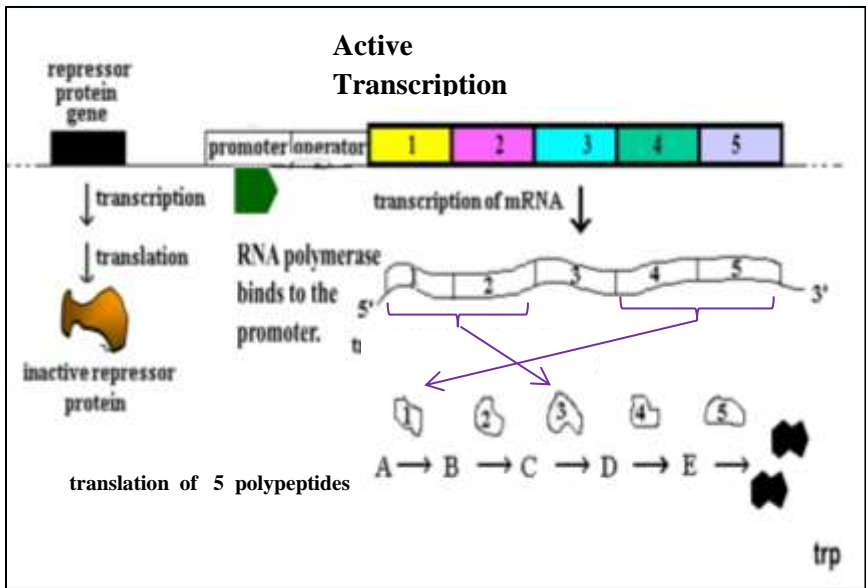 Active
Transcription
repressor
protein
gene
promoter operator
1 2 3 4 5
transcription
transcription of mRNA
translation
RNA polymerase
binds to the
promoter.
2 3 4 5
5' 3'
inactive repressor
protein
1 2 3 4 5
A → B → C → D → E →
translation of 5 polypeptides
trp